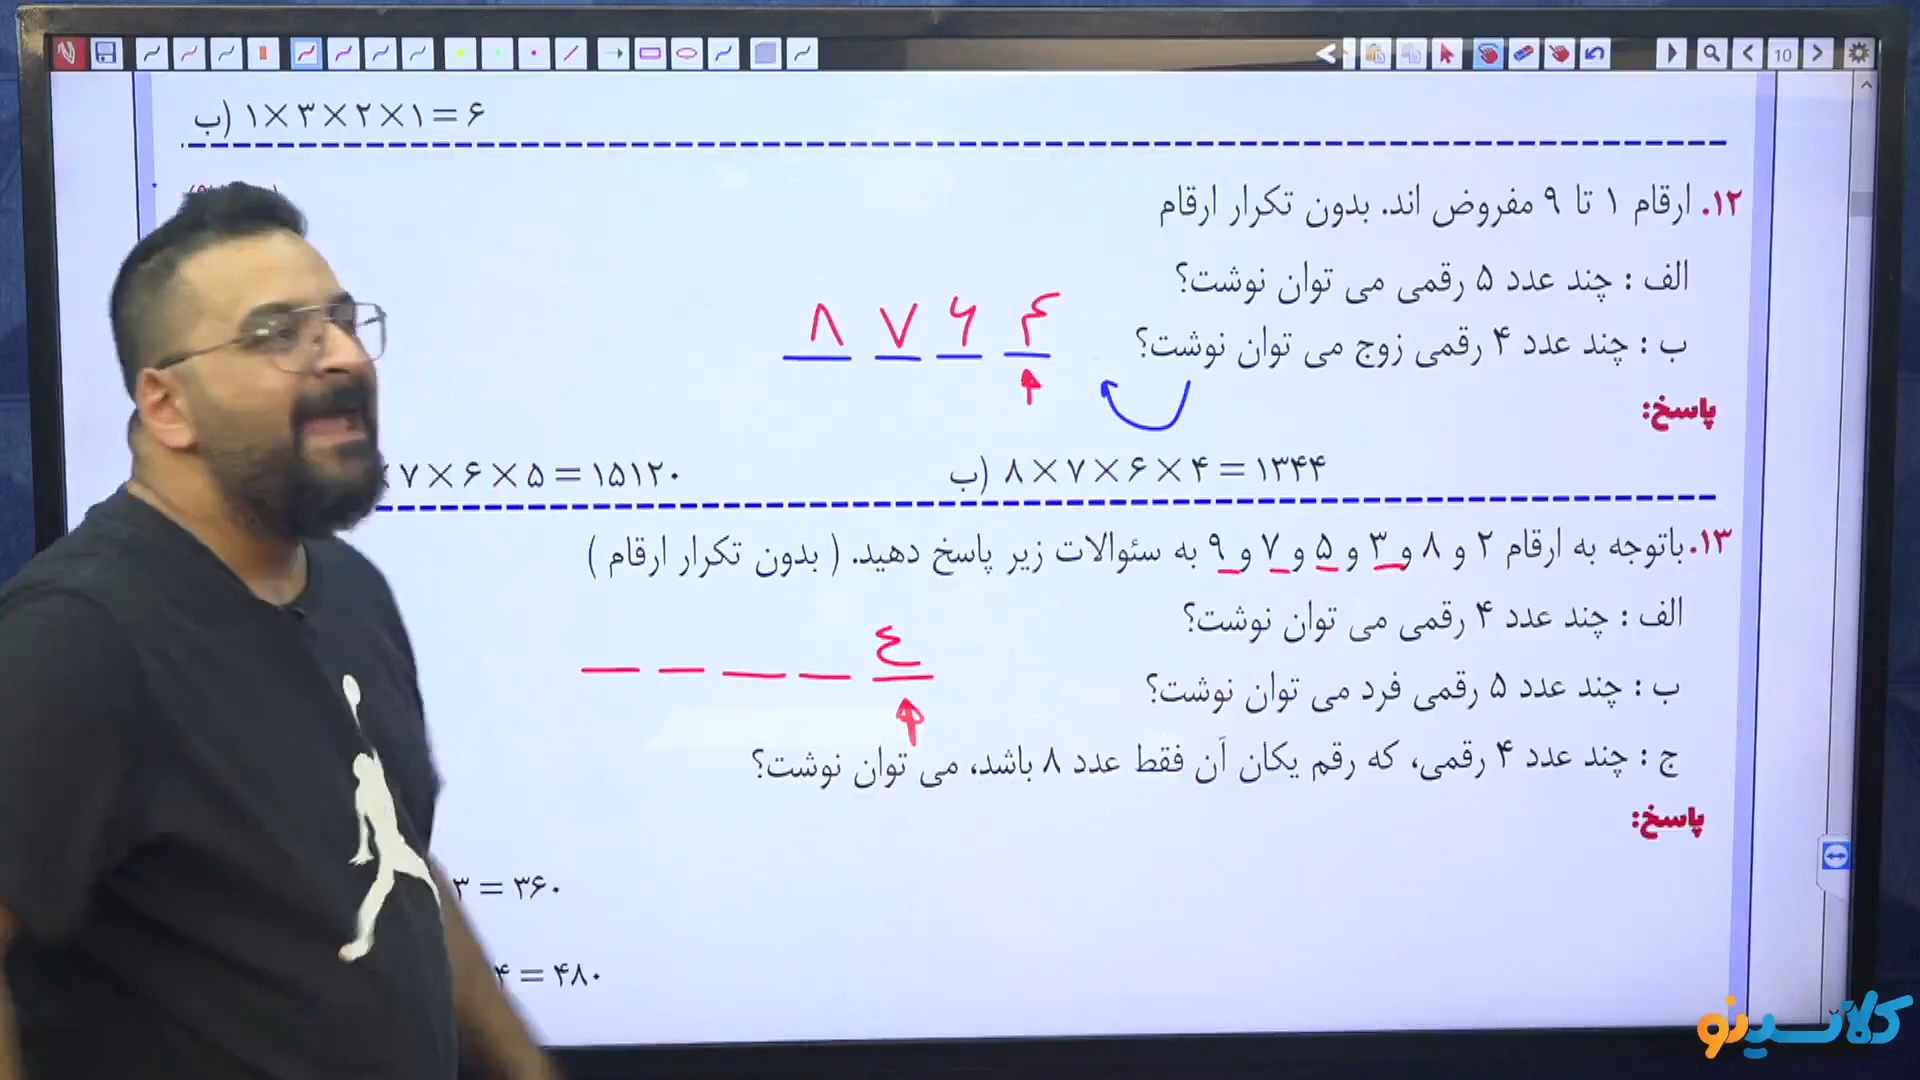 10
ب) ۱×۳×۲×۱=۶
۱۲. ارقام ۱ تا ۹ مفروض اند. بدون تکرار ارقام
الف : چند عدد ۵ رقمی می توان نوشت؟
۸ ۷ ۶ ۴
ب : چند عدد ۴ رقمی زوج می توان نوشت؟
پاسخ:
×۷×۶×۵=۱۵۱۲۰
ب) ۸×۷×۶×۴=۱۳۴۴
۱۳. باتوجه به ارقام ۲ و ۸ و ۳ و ۵ و ۷ و ۹ به سئوالات زیر پاسخ دهید. ( بدون تکرار ارقام )
الف : چند عدد ۴ رقمی می توان نوشت؟
٤
ب : چند عدد ۵ رقمی فرد می توان نوشت؟
ج : چند عدد ۴ رقمی، که رقم یکان آن فقط عدد ۸ باشد، می توان نوشت؟
پاسخ:
۳=۳۶۰
۴=۴۸۰
کلاسینو